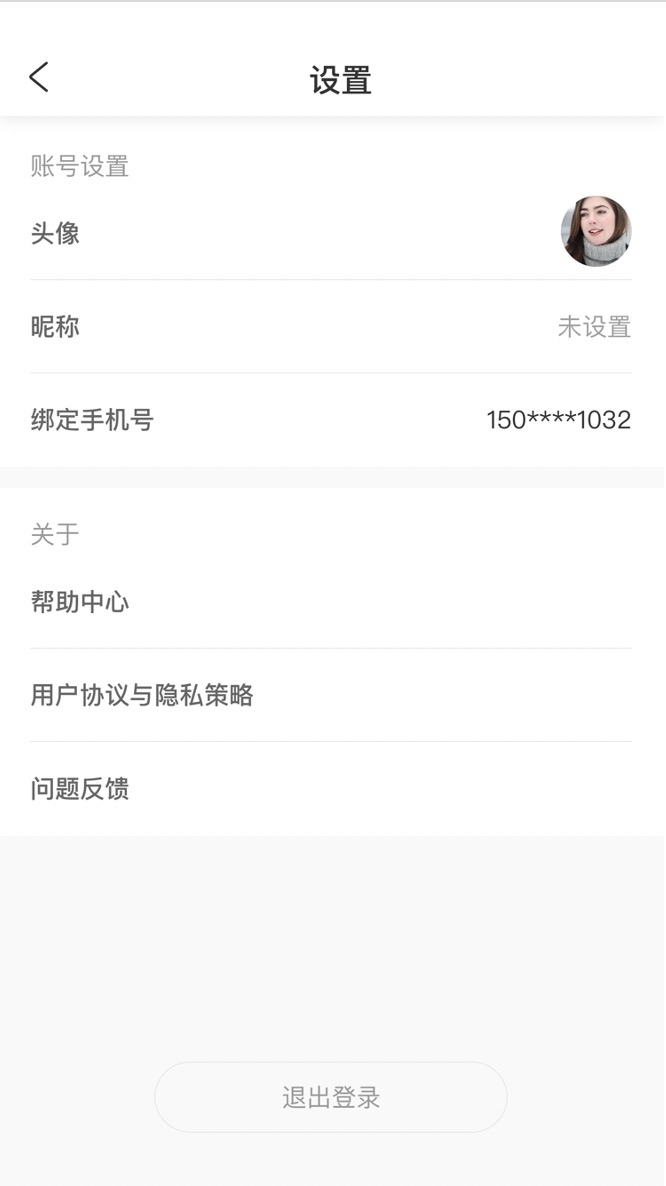 设置
账号设置
头像
昵称
未设置
绑定手机号
150****1032
关于
帮助中心
用户协议与隐私策略
问题反馈
退出登录